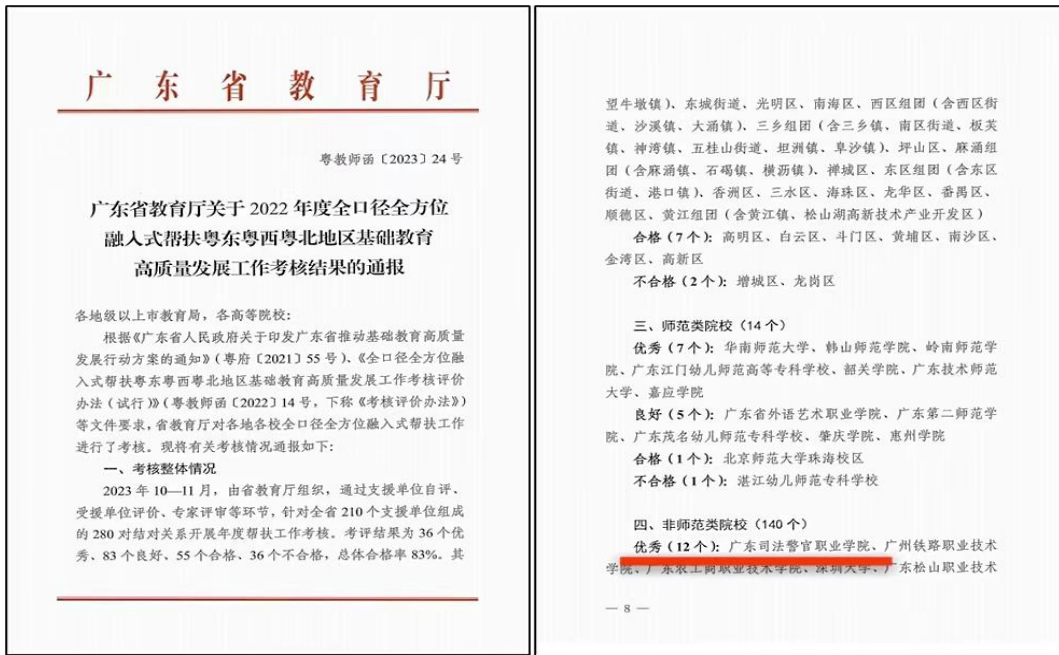 广东省教育厅
粤教师函〔2023〕24号
广东省教育厅关于2022年度全口径全方位
融入式帮扶粤东粤西粤北地区基础教育
高质量发展工作考核结果的通报
各地级以上市教育局，各高等院校：
根据《广东省人民政府关于印发广东省推动基础教育高质量
发展行动方案的通知》（粤府〔2021〕55号）、《全口径全方位融
入式帮扶粤东粤西粤北地区基础教育高质量发展工作考核评价
办法（试行）》（粤教师函〔2022〕14号，下称《考核评价办法》）
等文件要求，省教育厅对各地各校全口径全方位融入式帮扶工作
进行了考核。现将有关考核情况通报如下：
一、考核整体情况
2023年10—11月，由省教育厅组织，通过支援单位自评、
受援单位评价、专家评审等环节，针对全省210个支援单位组成
的280对结对关系开展年度帮扶工作考核。考评结果为36个优
秀、83个良好、55个合格、36个不合格，总体合格率83%。其
望牛墩镇）、东城街道、光明区、南海区、西区组团（含西区街
道、沙溪镇、大涌镇）、三乡组团（含三乡镇、南区街道、板芙
镇、神湾镇、五桂山街道、坦洲镇、阜沙镇）、坪山区、麻涌组
团（含麻涌镇、石碣镇、横沥镇）、禅城区、东区组团（含东区
街道、港口镇）、香洲区、三水区、海珠区、龙华区、番禺区、
顺德区、黄江组团（含黄江镇、松山湖高新技术产业开发区）
合格（7个）：高明区、白云区、斗门区、黄埔区、南沙区、
金湾区、高新区
不合格（2个）：增城区、龙岗区
三、师范类院校（14个）
优秀（7个）：华南师范大学、韩山师范学院、岭南师范学
院、广东江门幼儿师范高等专科学校、韶关学院、广东技术师范
大学、嘉应学院
良好（5个）：广东省外语艺术职业学院、广东第二师范学
院、广东茂名幼儿师范专科学校、肇庆学院、惠州学院
合格（1个）：北京师范大学珠海校区
不合格（1个）：湛江幼儿师范专科学校
四、非师范类院校（140个）
优秀（12个）：广东司法警官职业学院、广州铁路职业技术
学院、广东农工商职业技术学院、深圳大学、广东松山职业技术
— 8 —